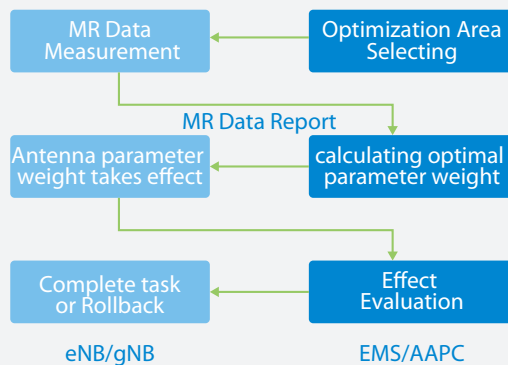 MR Data
Measurement
Optimization Area
Selecting
MR Data Report
Antenna parameter
weight takes effect
calculating optimal
parameter weight
Complete task
or Rollback
Effect
Evaluation
eNB/gNB
EMS/AAPC